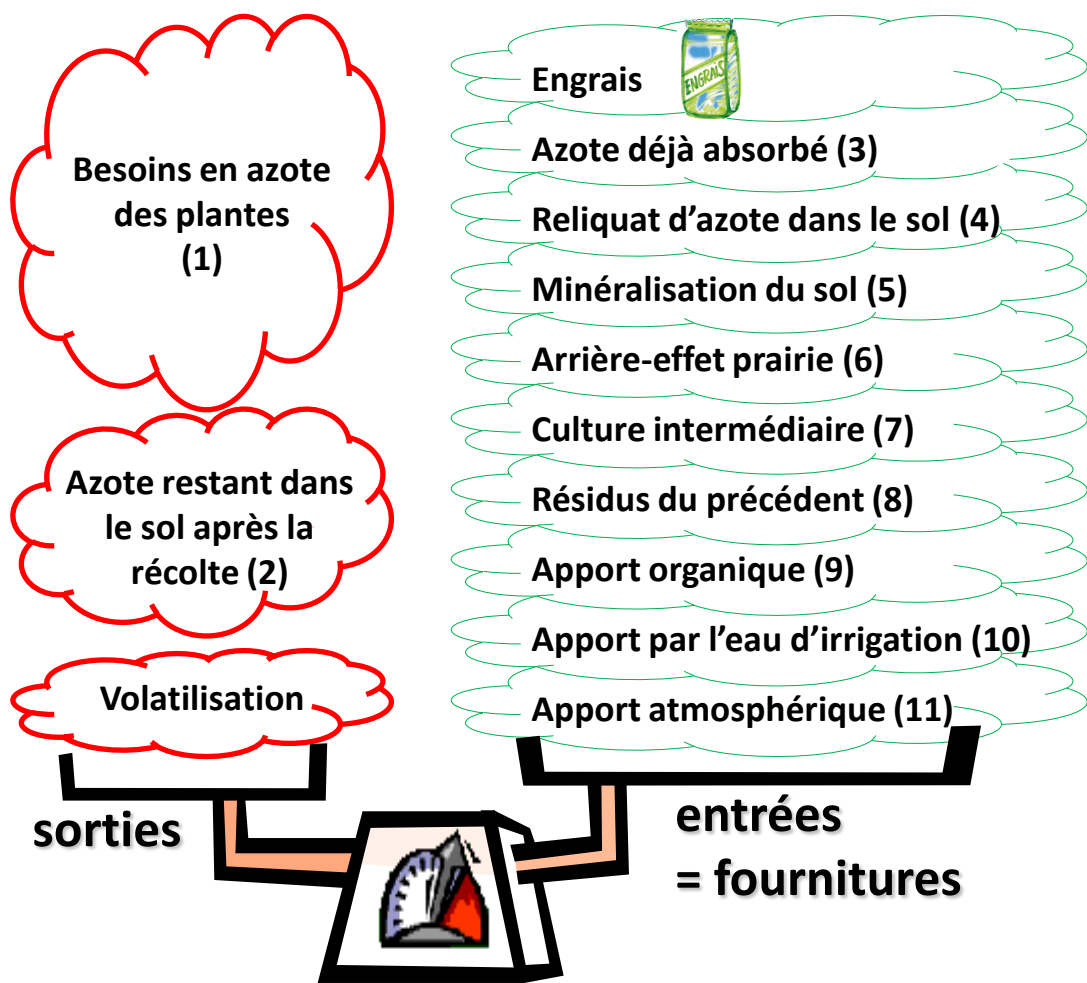 Besoins en azote
des plantes
(1)
Azote restant dans
le sol après la
récolte (2)
Volatilisation
sorties
Engrais
ENGRAIS
Azote déjà absorbé (3)
Reliquat d’azote dans le sol (4)
Minéralisation du sol (5)
Arrière-effet prairie (6)
Culture intermédiaire (7)
Résidus du précédent (8)
Apport organique (9)
Apport par l’eau d’irrigation (10)
Apport atmosphérique (11)
entrées
= fournitures